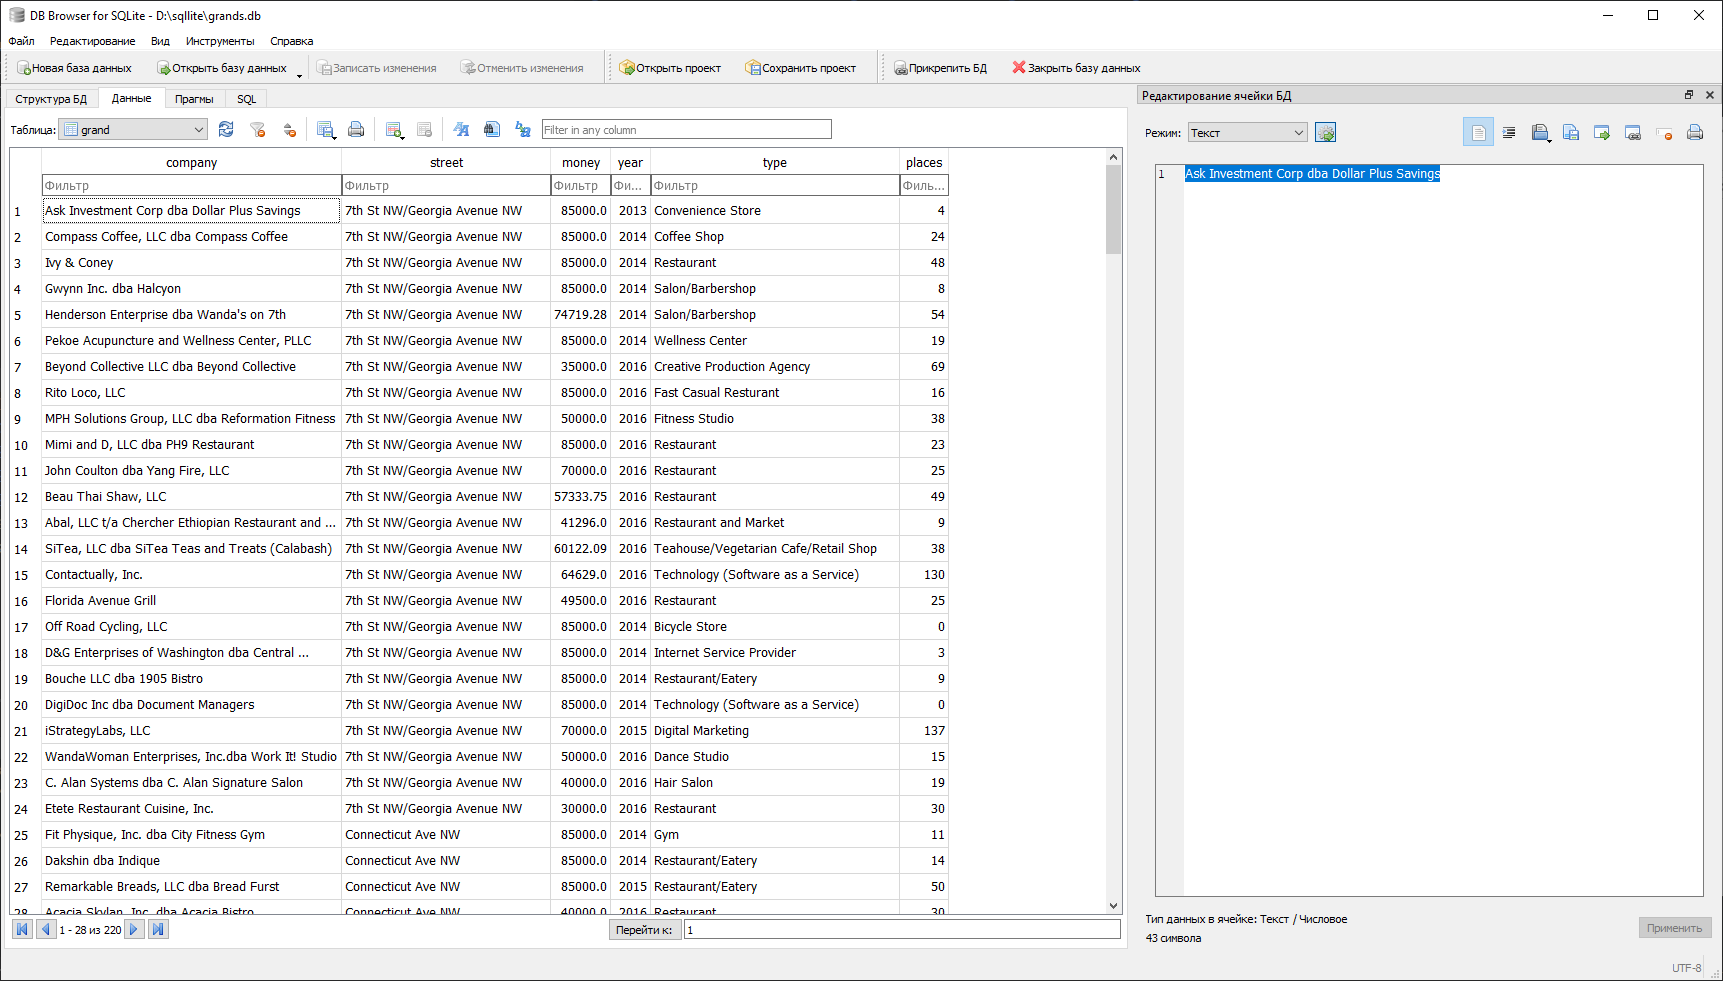 DB Browser for SQLite - D:\sqllite\grands.db
Файл Редактирование Вид Инструменты Справка
Новая база данных Открыть базу данных Записать изменения Отменить изменения Открыть проект Сохранить проект Прикрепить БД Закрыть базу данных
Структура БД Данные Прагмы SQL
Таблица: grand Filter in any column
company street money year type places
Фильтр Фильтр Фильтр Фи... Фильтр Филь...
1 Ask Investment Corp dba Dollar Plus Savings 7th St NW/Georgia Avenue NW 85000.0 2013 Convenience Store 4
2 Compass Coffee, LLC dba Compass Coffee 7th St NW/Georgia Avenue NW 85000.0 2014 Coffee Shop 24
3 Ivy & Coney 7th St NW/Georgia Avenue NW 85000.0 2014 Restaurant 48
4 Gwynn Inc. dba Halcyon 7th St NW/Georgia Avenue NW 85000.0 2014 Salon/Barbershop 8
5 Henderson Enterprise dba Wanda's on 7th 7th St NW/Georgia Avenue NW 74719.28 2014 Salon/Barbershop 54
6 Pekoe Acupuncture and Wellness Center, PLLC 7th St NW/Georgia Avenue NW 85000.0 2014 Wellness Center 19
7 Beyond Collective LLC dba Beyond Collective 7th St NW/Georgia Avenue NW 35000.0 2016 Creative Production Agency 69
8 Rito Loco, LLC 7th St NW/Georgia Avenue NW 85000.0 2016 Fast Casual Resturant 16
9 MPH Solutions Group, LLC dba Reformation Fitness 7th St NW/Georgia Avenue NW 50000.0 2016 Fitness Studio 38
10 Mimi and D, LLC dba PH9 Restaurant 7th St NW/Georgia Avenue NW 85000.0 2016 Restaurant 23
11 John Coulton dba Yang Fire, LLC 7th St NW/Georgia Avenue NW 70000.0 2016 Restaurant 25
12 Beau Thai Shaw, LLC 7th St NW/Georgia Avenue NW 57333.75 2016 Restaurant 49
13 Abal, LLC t/a Chercher Ethiopian Restaurant and ... 7th St NW/Georgia Avenue NW 41296.0 2016 Restaurant and Market 9
14 SiTea, LLC dba SiTea Teas and Treats (Calabash) 7th St NW/Georgia Avenue NW 60122.09 2016 Teahouse/Vegetarian Cafe/Retail Shop 38
15 Contactually, Inc. 7th St NW/Georgia Avenue NW 64629.0 2016 Technology (Software as a Service) 130
16 Florida Avenue Grill 7th St NW/Georgia Avenue NW 49500.0 2016 Restaurant 25
17 Off Road Cycling, LLC 7th St NW/Georgia Avenue NW 85000.0 2014 Bicycle Store 0
18 D&G Enterprises of Washington dba Central ... 7th St NW/Georgia Avenue NW 85000.0 2014 Internet Service Provider 3
19 Bouche LLC dba 1905 Bistro 7th St NW/Georgia Avenue NW 85000.0 2014 Restaurant/Eatery 9
20 DigiDoc Inc dba Document Managers 7th St NW/Georgia Avenue NW 85000.0 2014 Technology (Software as a Service) 0
21 iStrategyLabs, LLC 7th St NW/Georgia Avenue NW 70000.0 2015 Digital Marketing 137
22 WandaWoman Enterprises, Inc.dba Work It! Studio 7th St NW/Georgia Avenue NW 50000.0 2016 Dance Studio 15
23 C. Alan Systems dba C. Alan Signature Salon 7th St NW/Georgia Avenue NW 40000.0 2016 Hair Salon 19
24 Etete Restaurant Cuisine, Inc. 7th St NW/Georgia Avenue NW 30000.0 2016 Restaurant 30
25 Fit Physique, Inc. dba City Fitness Gym Connecticut Ave NW 85000.0 2014 Gym 11
26 Dakshin dba Indique Connecticut Ave NW 85000.0 2014 Restaurant/Eatery 14
27 Remarkable Breads, LLC dba Bread Furst Connecticut Ave NW 85000.0 2015 Restaurant/Eatery 50
28 Acacia Skylan, Inc. dba Acacia Bistro Connecticut Ave NW 40000.0 2016 Restaurant 30
1 - 28 из 220 Перейти к: 1
Редактирование ячейки БД
Режим: Текст
1 Ask Investment Corp dba Dollar Plus Savings
Тип данных в ячейке: Текст / Числовое
43 символа
Применить
UTF-8